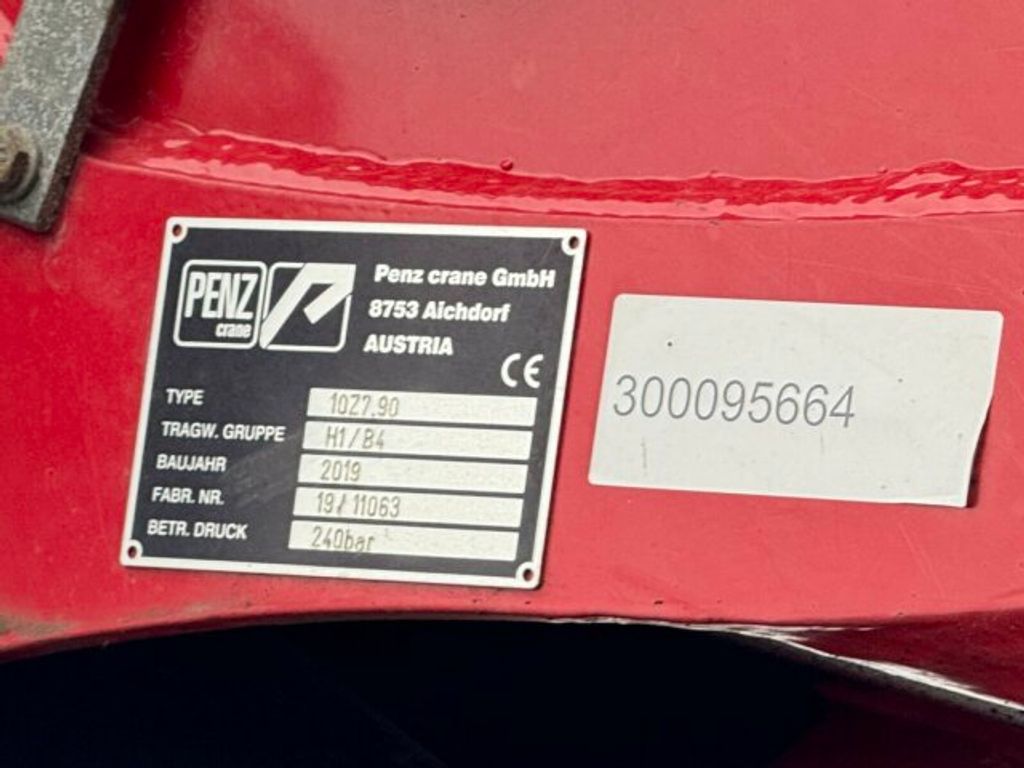 PENZ
crane
Penz crane GmbH
8753 Aichdorf
AUSTRIA
CE
TYPE 10Z7.90
TRAGW. GRUPPE H1/B4
BAUJAHR 2019
FABR. NR. 19/11063
BETR. DRUCK 240bar
300095664